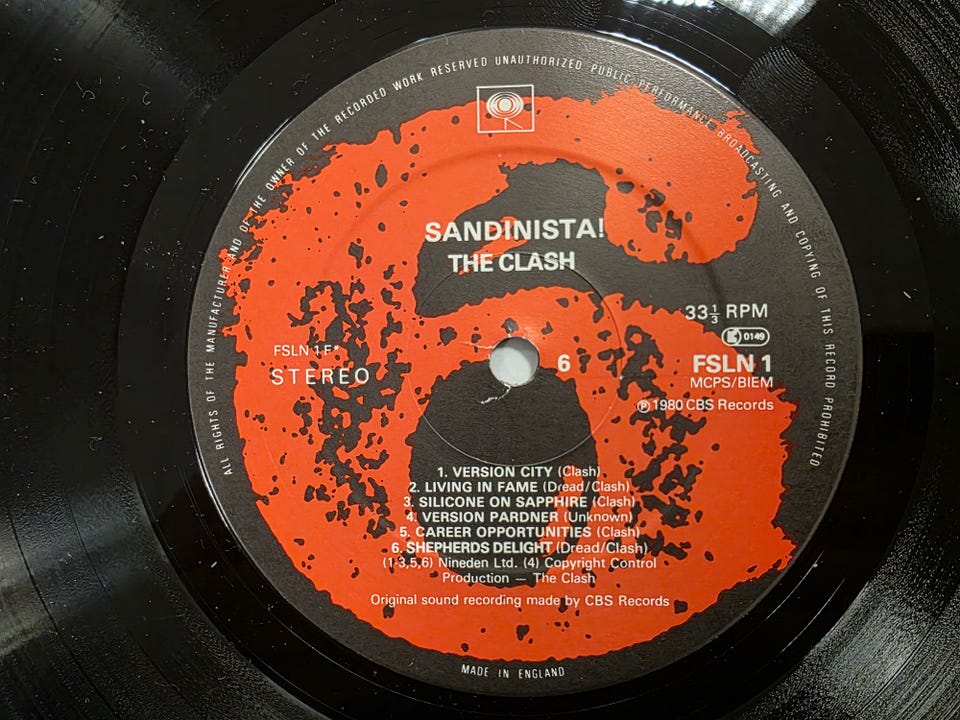 ALL RIGHTS OF THE MANUFACTURER AND OF THE OWNER OF THE RECORDED WORK RESERVED UNAUTHORIZED PUBLIC PERFORMANCE BROADCASTING AND COPYING OF THIS RECORD PROHIBITED
SANDINISTA!
THE CLASH
33⅓ RPM
0149
FSLN 1 F*
STEREO
6
FSLN 1
MCPS/BIEM
Ⓟ 1980 CBS Records
1. VERSION CITY (Clash)
2. LIVING IN FAME (Dread/Clash)
3. SILICONE ON SAPPHIRE (Clash)
4. VERSION PARDNER (Unknown)
5. CAREER OPPORTUNITIES (Clash)
6. SHEPHERDS DELIGHT (Dread/Clash)
(1-3,5,6) Nineden Ltd. (4) Copyright Control
Production — The Clash
Original sound recording made by CBS Records
MADE IN ENGLAND